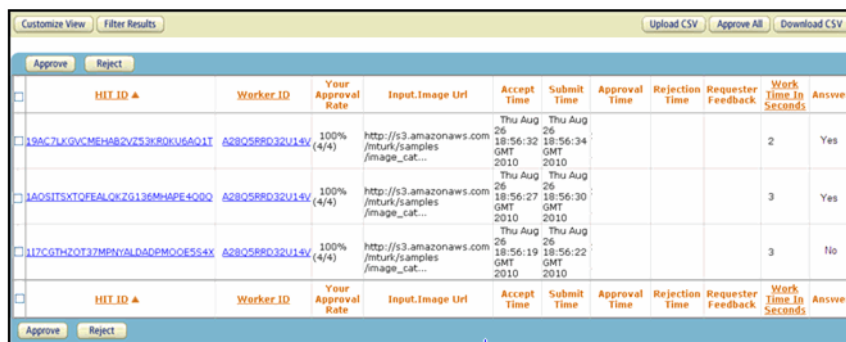 Customize View Filter Results Upload CSV Approve All Download CSV
Approve Reject
HIT ID ▲ Worker ID Your Approval Rate Input.Image Url Accept Time Submit Time Approval Time Rejection Time Requester Feedback Work Time In Seconds Answe
19AC7LKGVCMEHAB2VZ53KR0KU6AQ1T A28Q5RRD32U14V 100% (4/4) http://s3.amazonaws.com/mturk/samples/image_cat... Thu Aug 26 18:56:32 GMT 2010 Thu Aug 26 18:56:34 GMT 2010 2 Yes
1AOSITSXTQFEALQKZG136MHAPE4Q0Q A28Q5RRD32U14V 100% (4/4) http://s3.amazonaws.com/mturk/samples/image_cat... Thu Aug 26 18:56:27 GMT 2010 Thu Aug 26 18:56:30 GMT 2010 3 Yes
1I7CGTHZOT37MPNYALDADPMOOE5S4X A28Q5RRD32U14V 100% (4/4) http://s3.amazonaws.com/mturk/samples/image_cat... Thu Aug 26 18:56:19 GMT 2010 Thu Aug 26 18:56:22 GMT 2010 3 No
HIT ID ▲ Worker ID Your Approval Rate Input.Image Url Accept Time Submit Time Approval Time Rejection Time Requester Feedback Work Time In Seconds Answe
Approve Reject